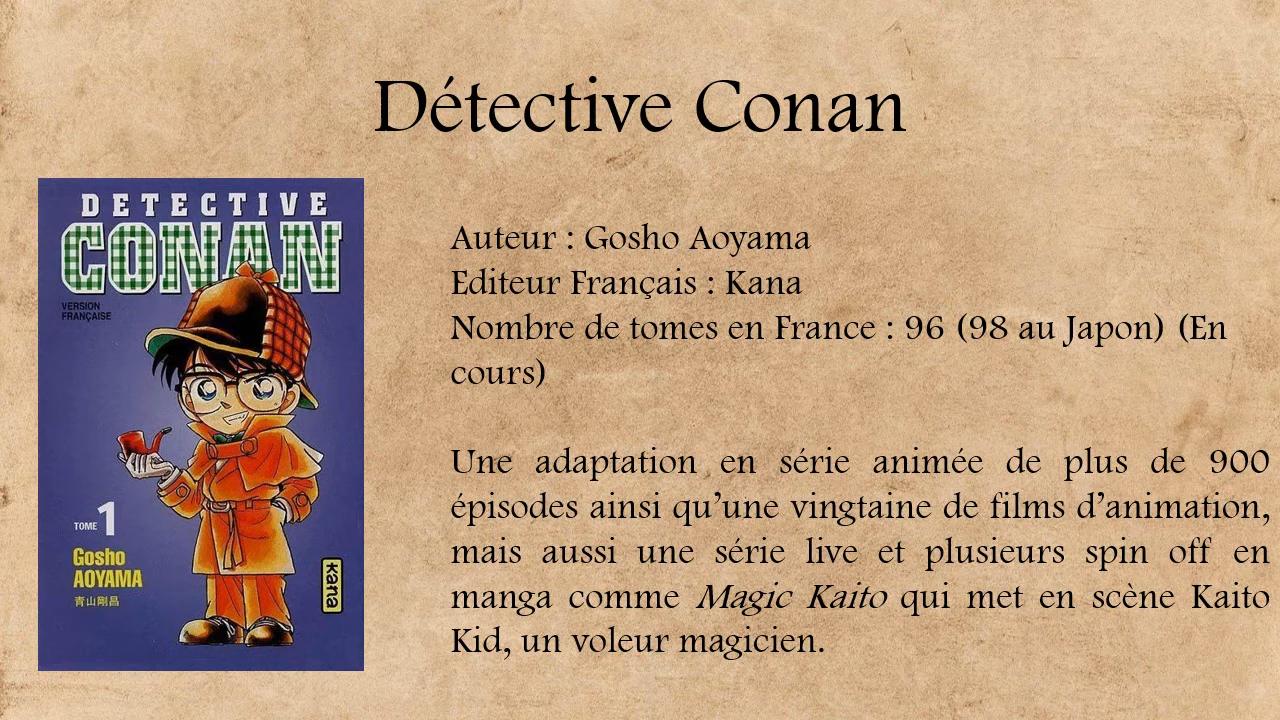 Détective Conan
DETECTIVE
CONAN
VERSION
FRANÇAISE
TOME 1
Gosho
AOYAMA
青山剛昌
kana
Auteur : Gosho Aoyama
Editeur Français : Kana
Nombre de tomes en France : 96 (98 au Japon) (En
cours)
Une adaptation en série animée de plus de 900
épisodes ainsi qu’une vingtaine de films d’animation,
mais aussi une série live et plusieurs spin off en
manga comme Magic Kaito qui met en scène Kaito
Kid, un voleur magicien.